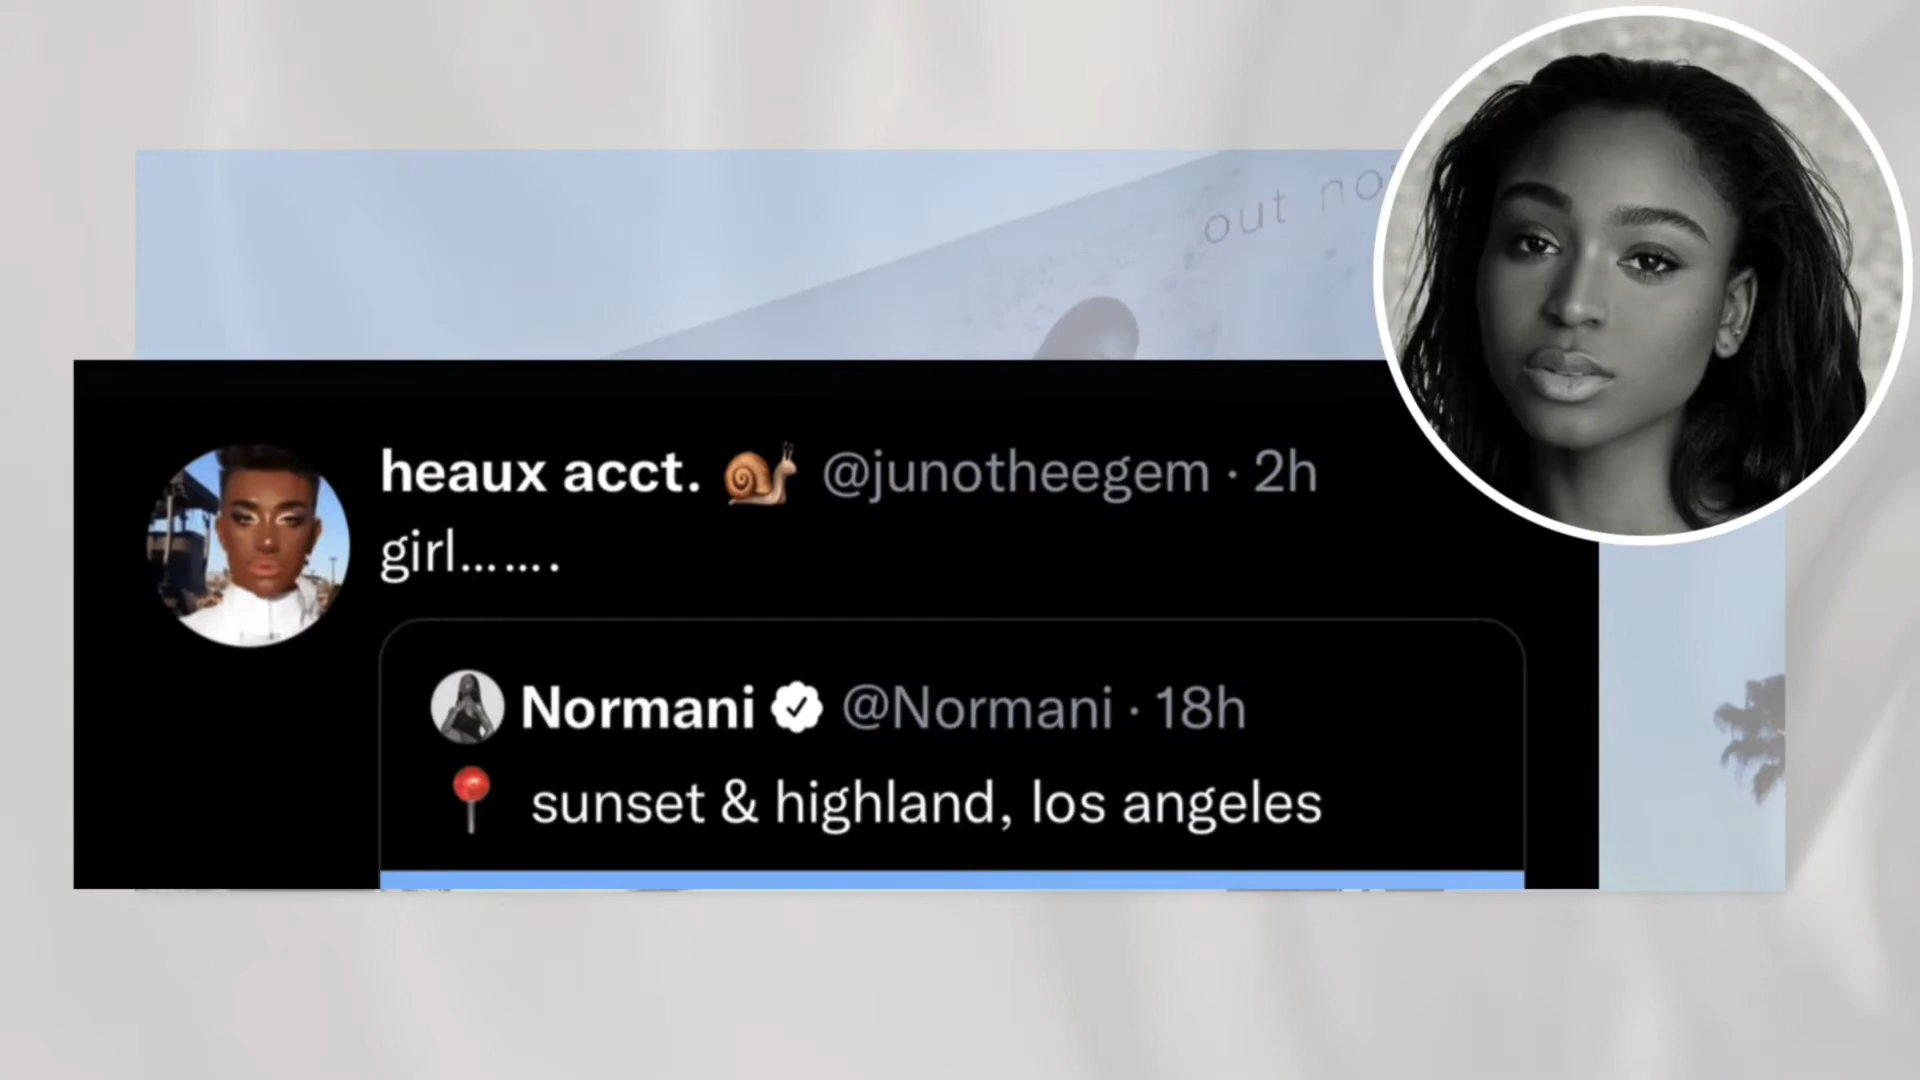 out no
heaux acct. 🐌 @junotheegem · 2h
girl.......
Normani @Normani · 18h
📍 sunset & highland, los angeles